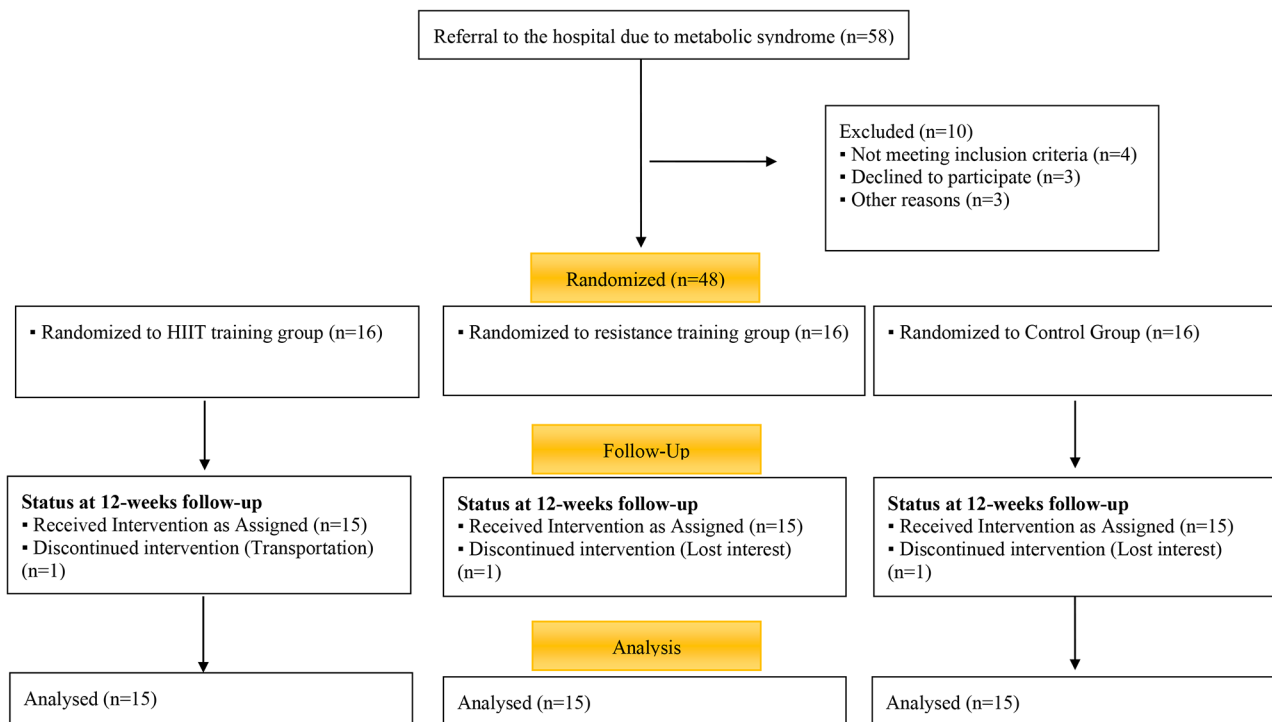 Referral to the hospital due to metabolic syndrome (n=58)
Excluded (n=10)
▪ Not meeting inclusion criteria (n=4)
▪ Declined to participate (n=3)
▪ Other reasons (n=3)
Randomized (n=48)
▪ Randomized to HIIT training group (n=16)
▪ Randomized to resistance training group (n=16)
▪ Randomized to Control Group (n=16)
Follow-Up
Status at 12-weeks follow-up
▪ Received Intervention as Assigned (n=15)
▪ Discontinued intervention (Transportation)
(n=1)
Status at 12-weeks follow-up
▪ Received Intervention as Assigned (n=15)
▪ Discontinued intervention (Lost interest)
(n=1)
Status at 12-weeks follow-up
▪ Received Intervention as Assigned (n=15)
▪ Discontinued intervention (Lost interest)
(n=1)
Analysis
Analysed (n=15)
Analysed (n=15)
Analysed (n=15)